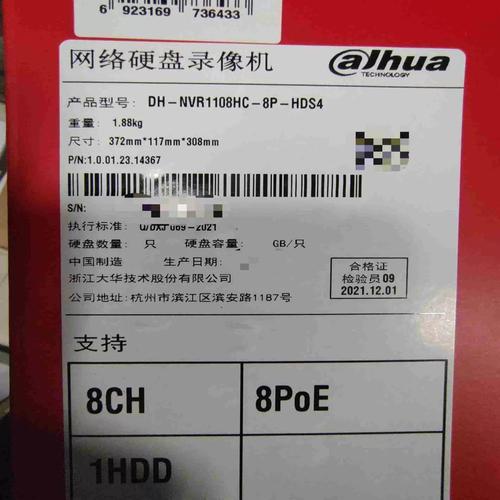 6 923169 736433
网络硬盘录像机
alhua
TECHNOLOGY
产品型号: DH-NVR1108HC-8P-HDS4
重量: 1.88kg
尺寸: 372mm*117mm*308mm
P/N:1.0.01.23.14367
S/N:
执行标准: Q/DXJ 069-2021
硬盘数量: 只 硬盘容量: GB/只
中国制造 生产日期:
浙江大华技术股份有限公司
公司地址: 杭州市滨江区滨安路1187号
合格证
检验员09
2021.12.01
支持
8CH 8PoE
1HDD